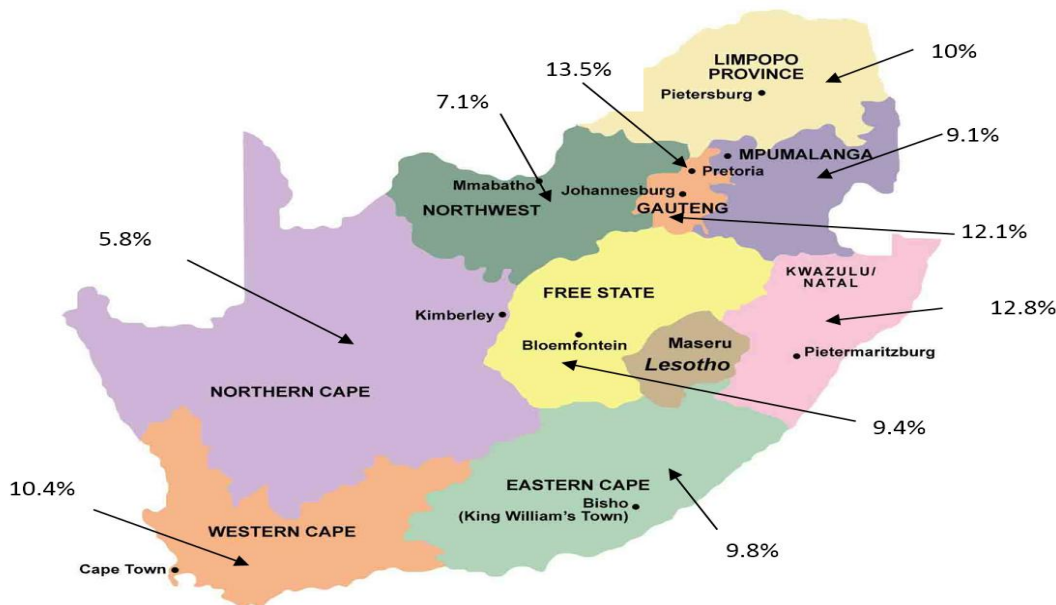 10%
LIMPOPO
PROVINCE
13.5%
Pietersburg
7.1%
9.1%
MPUMALANGA
Pretoria
Mmabatho
Johannesburg
NORTHWEST
GAUTENG
12.1%
5.8%
KWAZULU/
NATAL
FREE STATE
12.8%
Kimberley
Bloemfontein
Maseru
Lesotho
Pietermaritzburg
NORTHERN CAPE
9.4%
EASTERN CAPE
10.4%
Bisho
(King William's Town)
WESTERN CAPE
9.8%
Cape Town